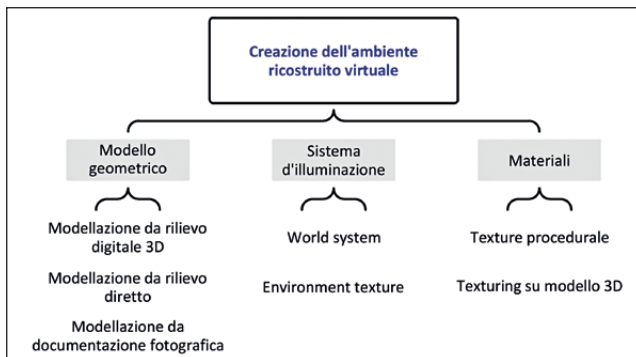 Creazione dell'ambiente
ricostruito virtuale
Modello
geometrico
Sistema
d'illuminazione
Materiali
Modellazione da rilievo
digitale 3D
Modellazione da rilievo
diretto
Modellazione da
documentazione fotografica
World system
Environment texture
Texture procedurale
Texturing su modello 3D